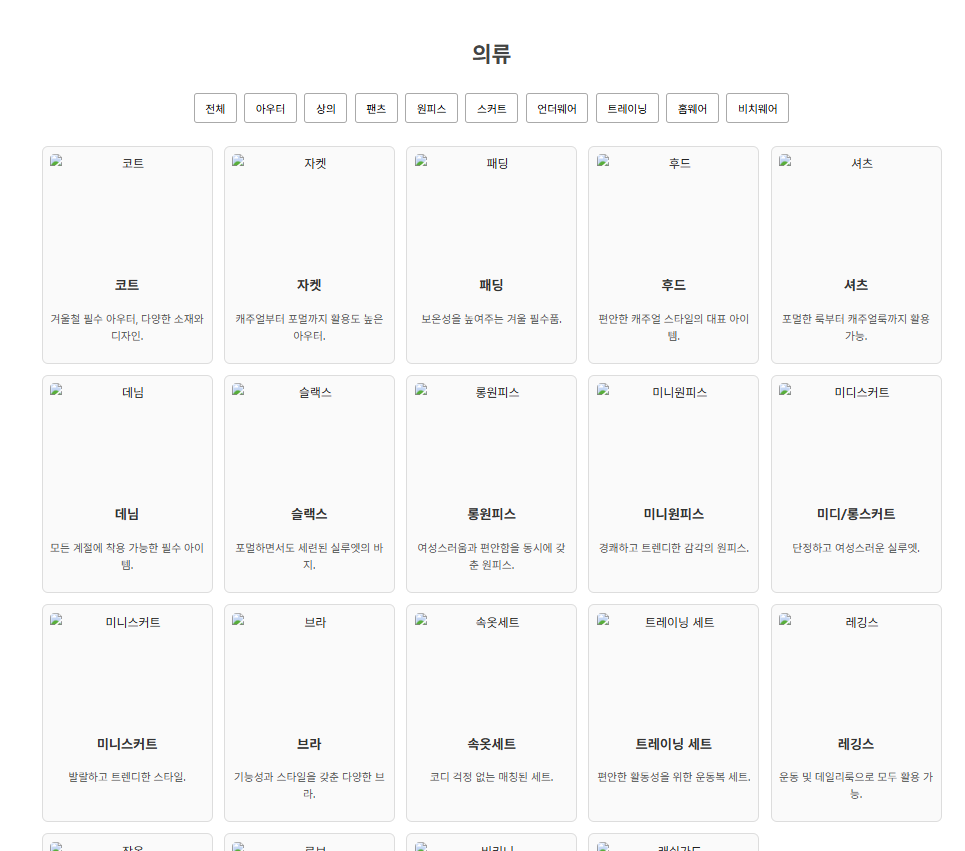 의류
전체 아우터 상의 팬츠 원피스 스커트 언더웨어 트레이닝 홈웨어 비치웨어
코트 자켓 패딩 후드 셔츠
코트 자켓 패딩 후드 셔츠
겨울철 필수 아우터, 다양한 소재와 캐주얼부터 포멀까지 활용도 높은 보온성을 높여주는 겨울 필수품. 편안한 캐주얼 스타일의 대표 아이 포멀한 룩부터 캐주얼룩까지 활용
디자인. 아우터. 템. 가능.
데님 슬랙스 롱원피스 미니원피스 미디스커트
데님 슬랙스 롱원피스 미니원피스 미디/롱스커트
모든 계절에 착용 가능한 필수 아이 포멀하면서도 세련된 실루엣의 바 여성스러움과 편안함을 동시에 갖 경쾌하고 트렌디한 감각의 원피스. 단정하고 여성스러운 실루엣.
템. 지. 춘 원피스.
미니스커트 브라 속옷세트 트레이닝 세트 레깅스
미니스커트 브라 속옷세트 트레이닝 세트 레깅스
발랄하고 트렌디한 스타일. 기능성과 스타일을 갖춘 다양한 브 코디 걱정 없는 매칭된 세트. 편안한 활동성을 위한 운동복 세트. 운동 및 데일리룩으로 모두 활용 가
라. 능.